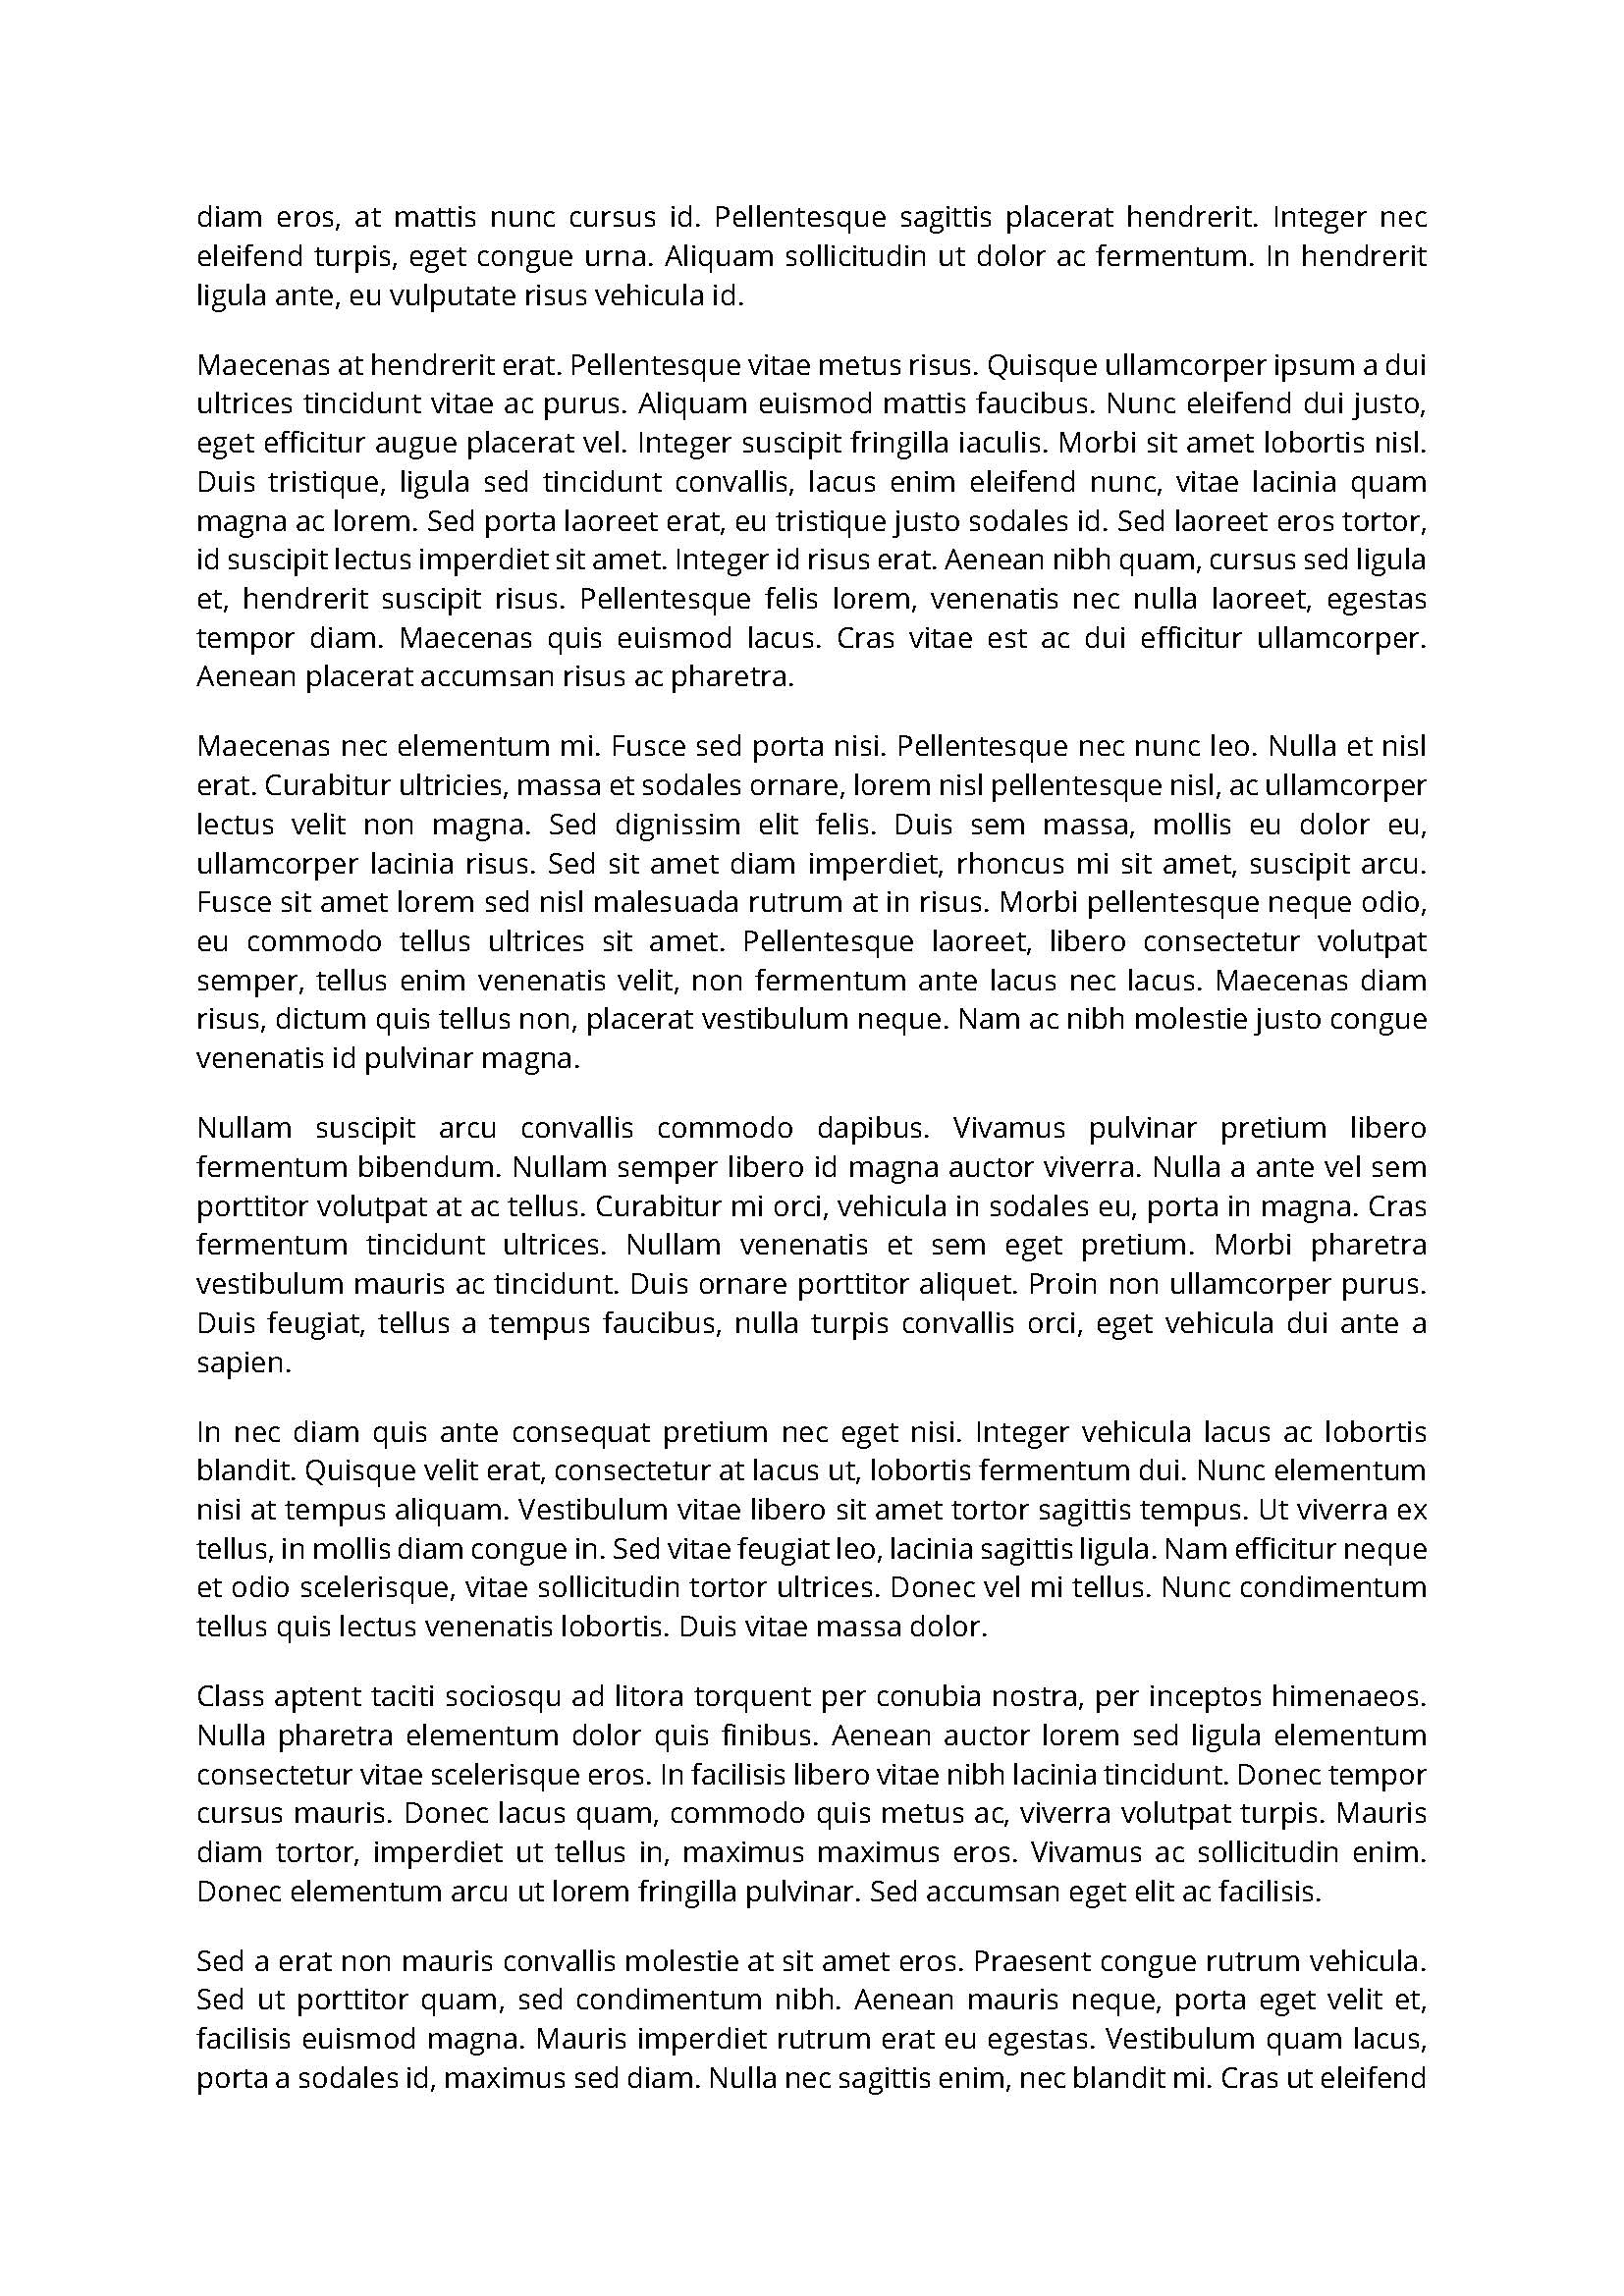 diam eros, at mattis nunc cursus id. Pellentesque sagittis placerat hendrerit. Integer nec
eleifend turpis, eget congue urna. Aliquam sollicitudin ut dolor ac fermentum. In hendrerit
ligula ante, eu vulputate risus vehicula id.
Maecenas at hendrerit erat. Pellentesque vitae metus risus. Quisque ullamcorper ipsum a dui
ultrices tincidunt vitae ac purus. Aliquam euismod mattis faucibus. Nunc eleifend dui justo,
eget efficitur augue placerat vel. Integer suscipit fringilla iaculis. Morbi sit amet lobortis nisl.
Duis tristique, ligula sed tincidunt convallis, lacus enim eleifend nunc, vitae lacinia quam
magna ac lorem. Sed porta laoreet erat, eu tristique justo sodales id. Sed laoreet eros tortor,
id suscipit lectus imperdiet sit amet. Integer id risus erat. Aenean nibh quam, cursus sed ligula
et, hendrerit suscipit risus. Pellentesque felis lorem, venenatis nec nulla laoreet, egestas
tempor diam. Maecenas quis euismod lacus. Cras vitae est ac dui efficitur ullamcorper.
Aenean placerat accumsan risus ac pharetra.
Maecenas nec elementum mi. Fusce sed porta nisi. Pellentesque nec nunc leo. Nulla et nisl
erat. Curabitur ultricies, massa et sodales ornare, lorem nisl pellentesque nisl, ac ullamcorper
lectus velit non magna. Sed dignissim elit felis. Duis sem massa, mollis eu dolor eu,
ullamcorper lacinia risus. Sed sit amet diam imperdiet, rhoncus mi sit amet, suscipit arcu.
Fusce sit amet lorem sed nisl malesuada rutrum at in risus. Morbi pellentesque neque odio,
eu commodo tellus ultrices sit amet. Pellentesque laoreet, libero consectetur volutpat
semper, tellus enim venenatis velit, non fermentum ante lacus nec lacus. Maecenas diam
risus, dictum quis tellus non, placerat vestibulum neque. Nam ac nibh molestie justo congue
venenatis id pulvinar magna.
Nullam suscipit arcu convallis commodo dapibus. Vivamus pulvinar pretium libero
fermentum bibendum. Nullam semper libero id magna auctor viverra. Nulla a ante vel sem
porttitor volutpat at ac tellus. Curabitur mi orci, vehicula in sodales eu, porta in magna. Cras
fermentum tincidunt ultrices. Nullam venenatis et sem eget pretium. Morbi pharetra
vestibulum mauris ac tincidunt. Duis ornare porttitor aliquet. Proin non ullamcorper purus.
Duis feugiat, tellus a tempus faucibus, nulla turpis convallis orci, eget vehicula dui ante a
sapien.
In nec diam quis ante consequat pretium nec eget nisi. Integer vehicula lacus ac lobortis
blandit. Quisque velit erat, consectetur at lacus ut, lobortis fermentum dui. Nunc elementum
nisi at tempus aliquam. Vestibulum vitae libero sit amet tortor sagittis tempus. Ut viverra ex
tellus, in mollis diam congue in. Sed vitae feugiat leo, lacinia sagittis ligula. Nam efficitur neque
et odio scelerisque, vitae sollicitudin tortor ultrices. Donec vel mi tellus. Nunc condimentum
tellus quis lectus venenatis lobortis. Duis vitae massa dolor.
Class aptent taciti sociosqu ad litora torquent per conubia nostra, per inceptos himenaeos.
Nulla pharetra elementum dolor quis finibus. Aenean auctor lorem sed ligula elementum
consectetur vitae scelerisque eros. In facilisis libero vitae nibh lacinia tincidunt. Donec tempor
cursus mauris. Donec lacus quam, commodo quis metus ac, viverra volutpat turpis. Mauris
diam tortor, imperdiet ut tellus in, maximus maximus eros. Vivamus ac sollicitudin enim.
Donec elementum arcu ut lorem fringilla pulvinar. Sed accumsan eget elit ac facilisis.
Sed a erat non mauris convallis molestie at sit amet eros. Praesent congue rutrum vehicula.
Sed ut porttitor quam, sed condimentum nibh. Aenean mauris neque, porta eget velit et,
facilisis euismod magna. Mauris imperdiet rutrum erat eu egestas. Vestibulum quam lacus,
porta a sodales id, maximus sed diam. Nulla nec sagittis enim, nec blandit mi. Cras ut eleifend